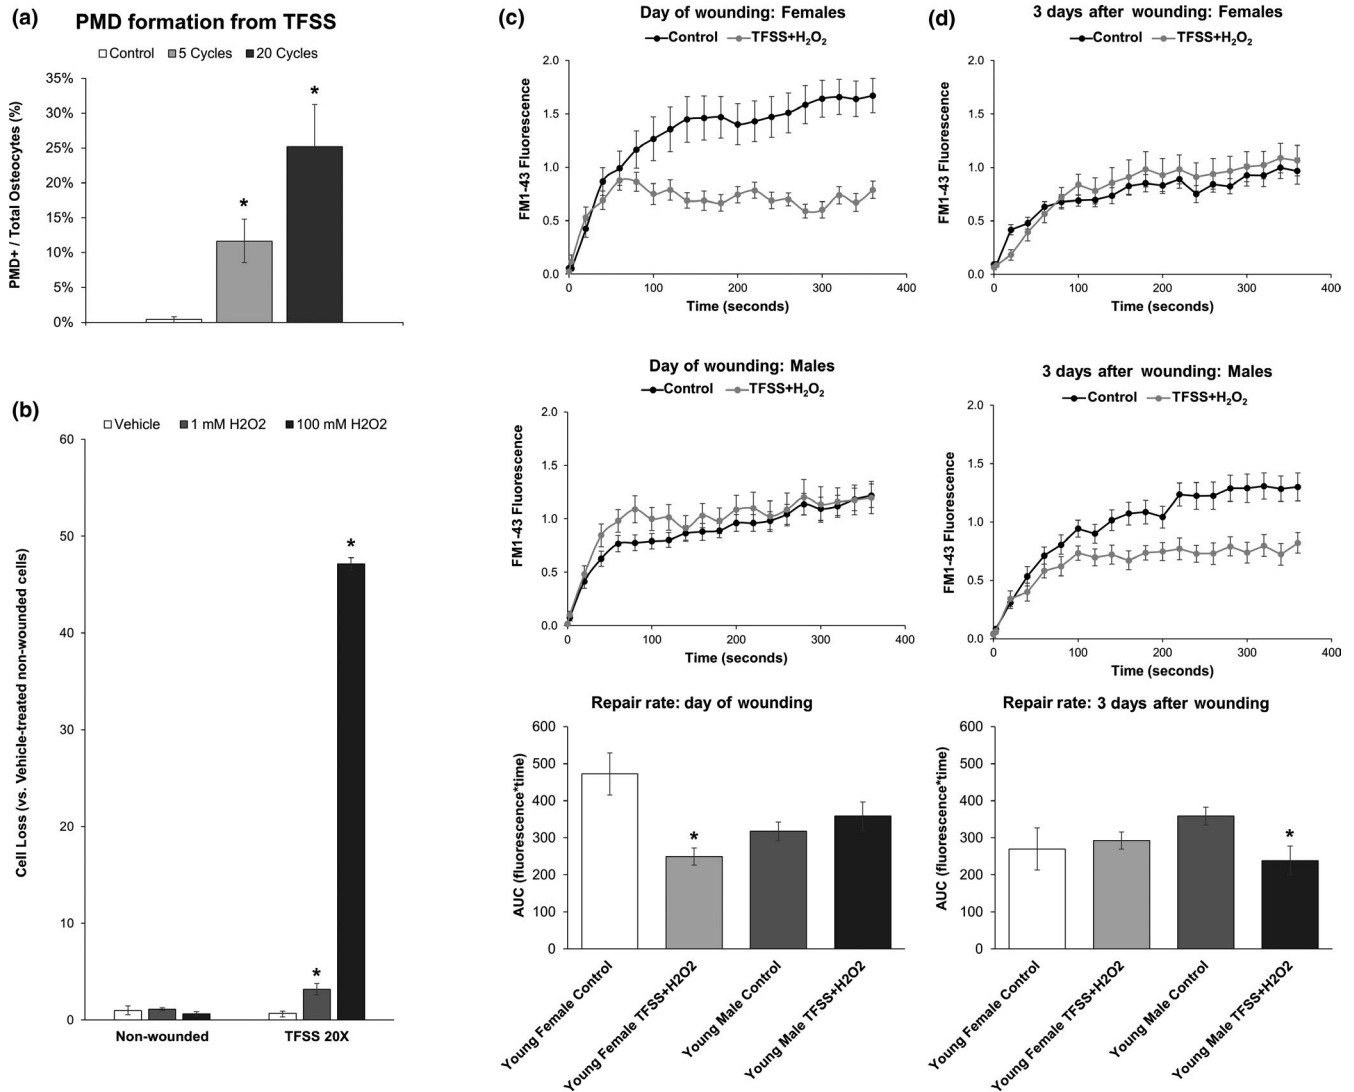 (a)
PMD formation from TFSS
Control 5 Cycles 20 Cycles
PMD+ / Total Osteocytes (%)
35%
30%
25%
20%
15%
10%
5%
0%
*
*
(b)
Vehicle 1 mM H2O2 100 mM H2O2
Cell Loss (vs. Vehicle-treated non-wounded cells)
60
50
40
30
20
10
0
*
*
Non-wounded TFSS 20X
(c)
Day of wounding: Females
Control TFSS+H₂O₂
FM1-43 Fluorescence
2.0
1.5
1.0
0.5
0.0
0 100 200 300 400
Time (seconds)
Day of wounding: Males
Control TFSS+H₂O₂
FM1-43 Fluorescence
2.0
1.5
1.0
0.5
0.0
0 100 200 300 400
Time (seconds)
Repair rate: day of wounding
AUC (fluorescence*time)
600
500
400
300
200
100
0
*
Young Female Control
Young Female TFSS+H2O2
Young Male Control
Young Male TFSS+H2O2
(d)
3 days after wounding: Females
Control TFSS+H₂O₂
FM1-43 Fluorescence
2.0
1.5
1.0
0.5
0.0
0 100 200 300 400
Time (seconds)
3 days after wounding: Males
Control TFSS+H₂O₂
FM1-43 Fluorescence
2.0
1.5
1.0
0.5
0.0
0 100 200 300 400
Time (seconds)
Repair rate: 3 days after wounding
AUC (fluorescence*time)
600
500
400
300
200
100
0
*
Young Female Control
Young Female TFSS+H2O2
Young Male Control
Young Male TFSS+H2O2